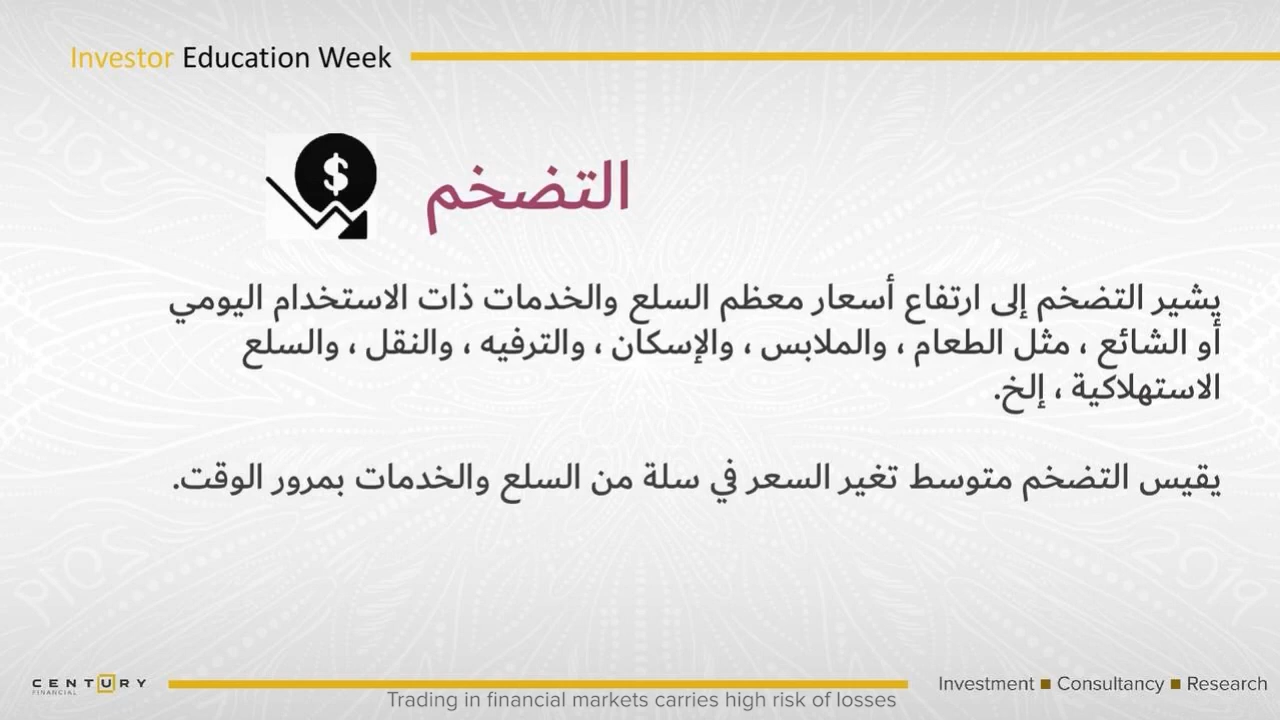 Investor Education Week
التضخم
يشير التضخم إلى ارتفاع أسعار معظم السلع والخدمات ذات الاستخدام اليومي
أو الشائع ، مثل الطعام ، والملابس ، والإسكان ، والترفيه ، والنقل ، والسلع
الاستهلاكية ، إلخ.
يقيس التضخم متوسط تغير السعر في سلة من السلع والخدمات بمرور الوقت.
CENTURY
FINANCIAL
Investment ■ Consultancy ■ Research
Trading in financial markets carries high risk of losses